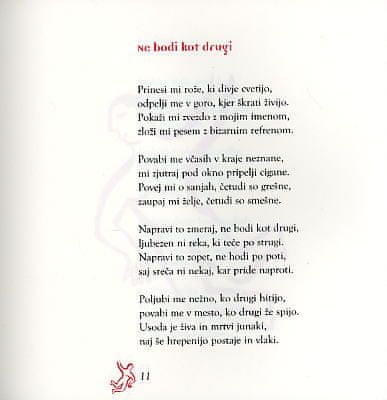 Ne bodi kot drugi
Prinesi mi rože, ki divje cvetijo,
odpelji me v goro, kjer škrati živijo.
Pokaži mi zvezdo z mojim imenom,
zloži mi pesem z bizarnim refrenom.
Povabi me včasih v kraje neznane,
mi zjutraj pod okno pripelji cigane.
Povej mi o sanjah, četudi so grešne,
zaupaj mi želje, četudi so smešne.
Napravi to zmeraj, ne bodi kot drugi,
ljubezen ni reka, ki teče po strugi.
Napravi to zopet, ne hodi po poti,
saj sreča ni nekaj, kar pride naproti.
Poljubi me nežno, ko drugi hitijo,
povabi me v mesto, ko drugi že spijo.
Usoda je živa in mrtvi junaki,
naj še hrepenijo postaje in vlaki.
11